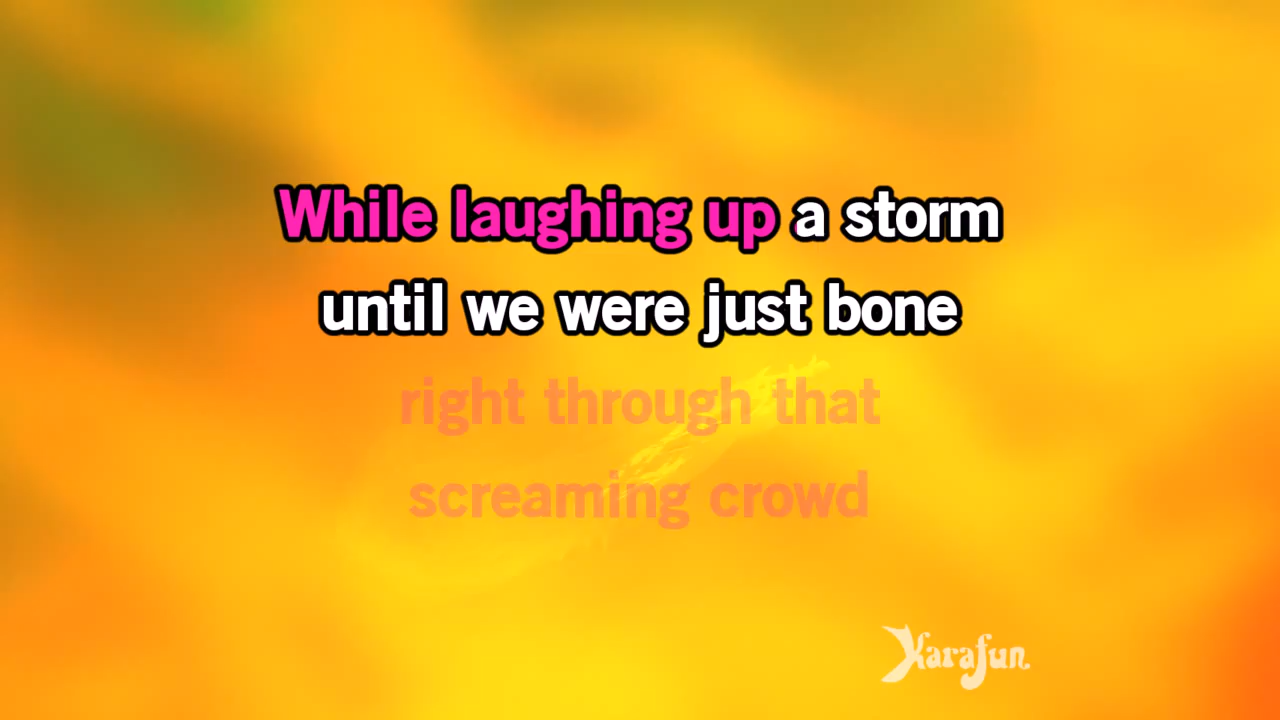 While laughing up a storm
until we were just bone
right through that
screaming crowd
Karafun